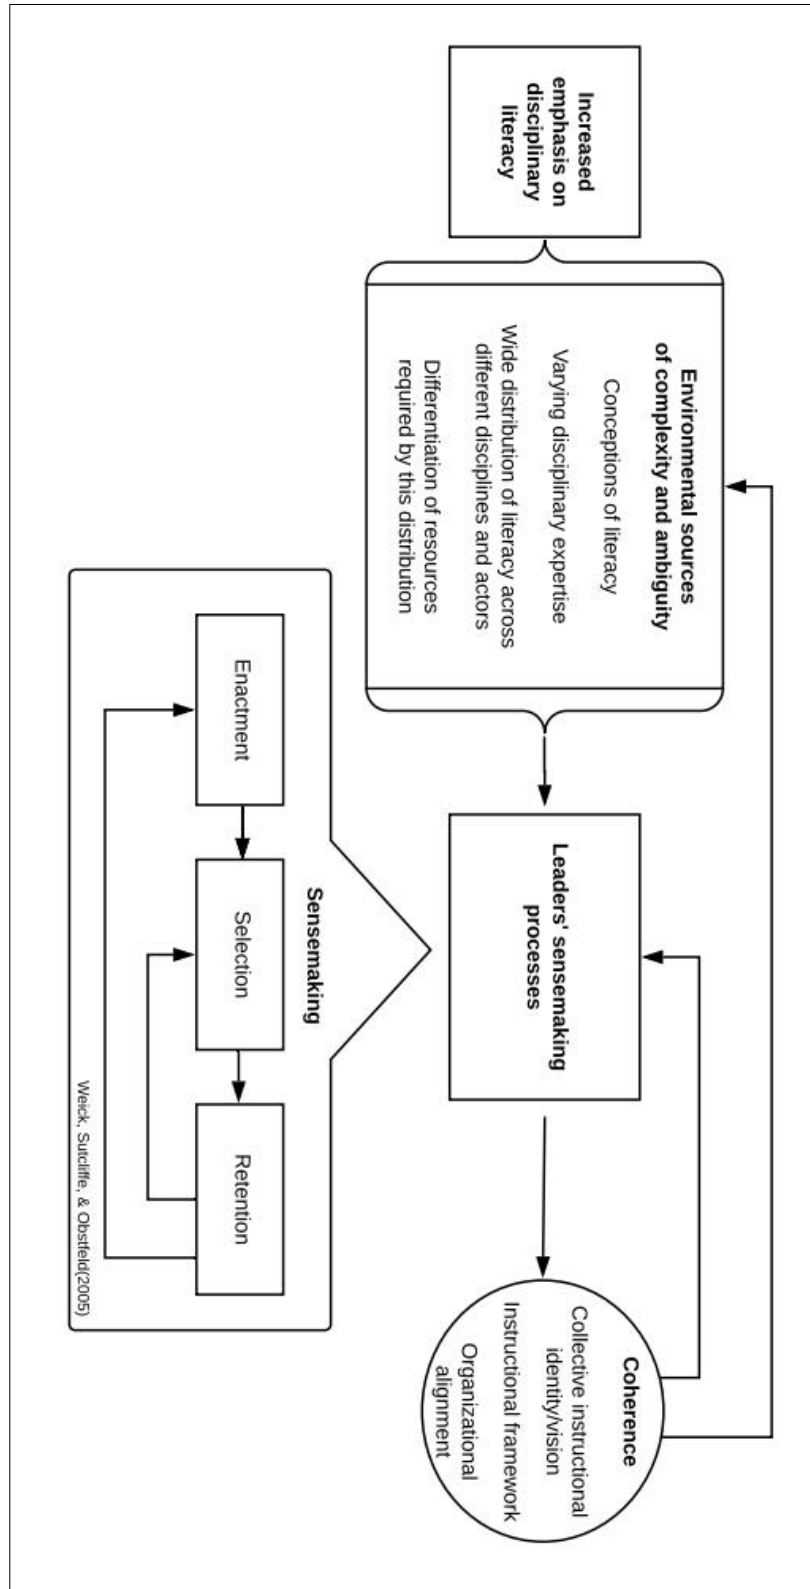 Increased
emphasis on
disciplinary
literacy
Environmental sources
of complexity and ambiguity
Conceptions of literacy
Varying disciplinary expertise
Wide distribution of literacy across
different disciplines and actors
Differentiation of resources
required by this distribution
Leaders' sensemaking
processes
Coherence
Collective instructional
identity/vision
Instructional framework
Organizational
alignment
Sensemaking
Enactment
Selection
Retention
Weick, Sutcliffe, & Obstfeld(2005)